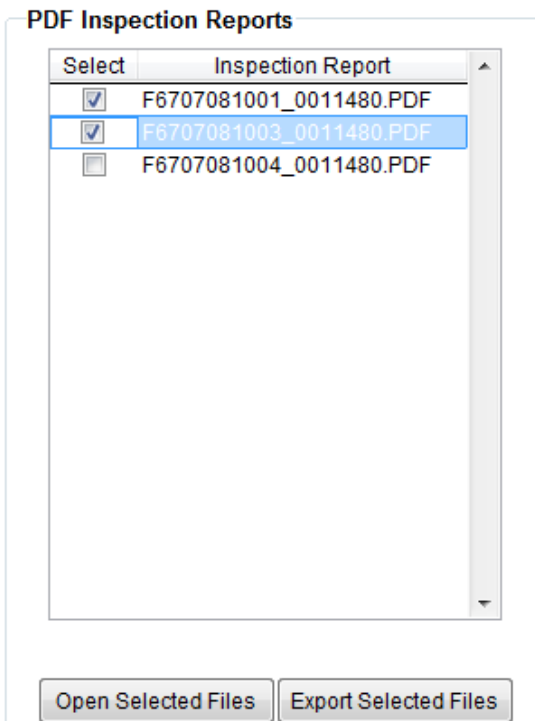 PDF Inspection Reports
Select Inspection Report
F6707081001_0011480.PDF
F6707081003_0011480.PDF
F6707081004_0011480.PDF
Open Selected Files Export Selected Files